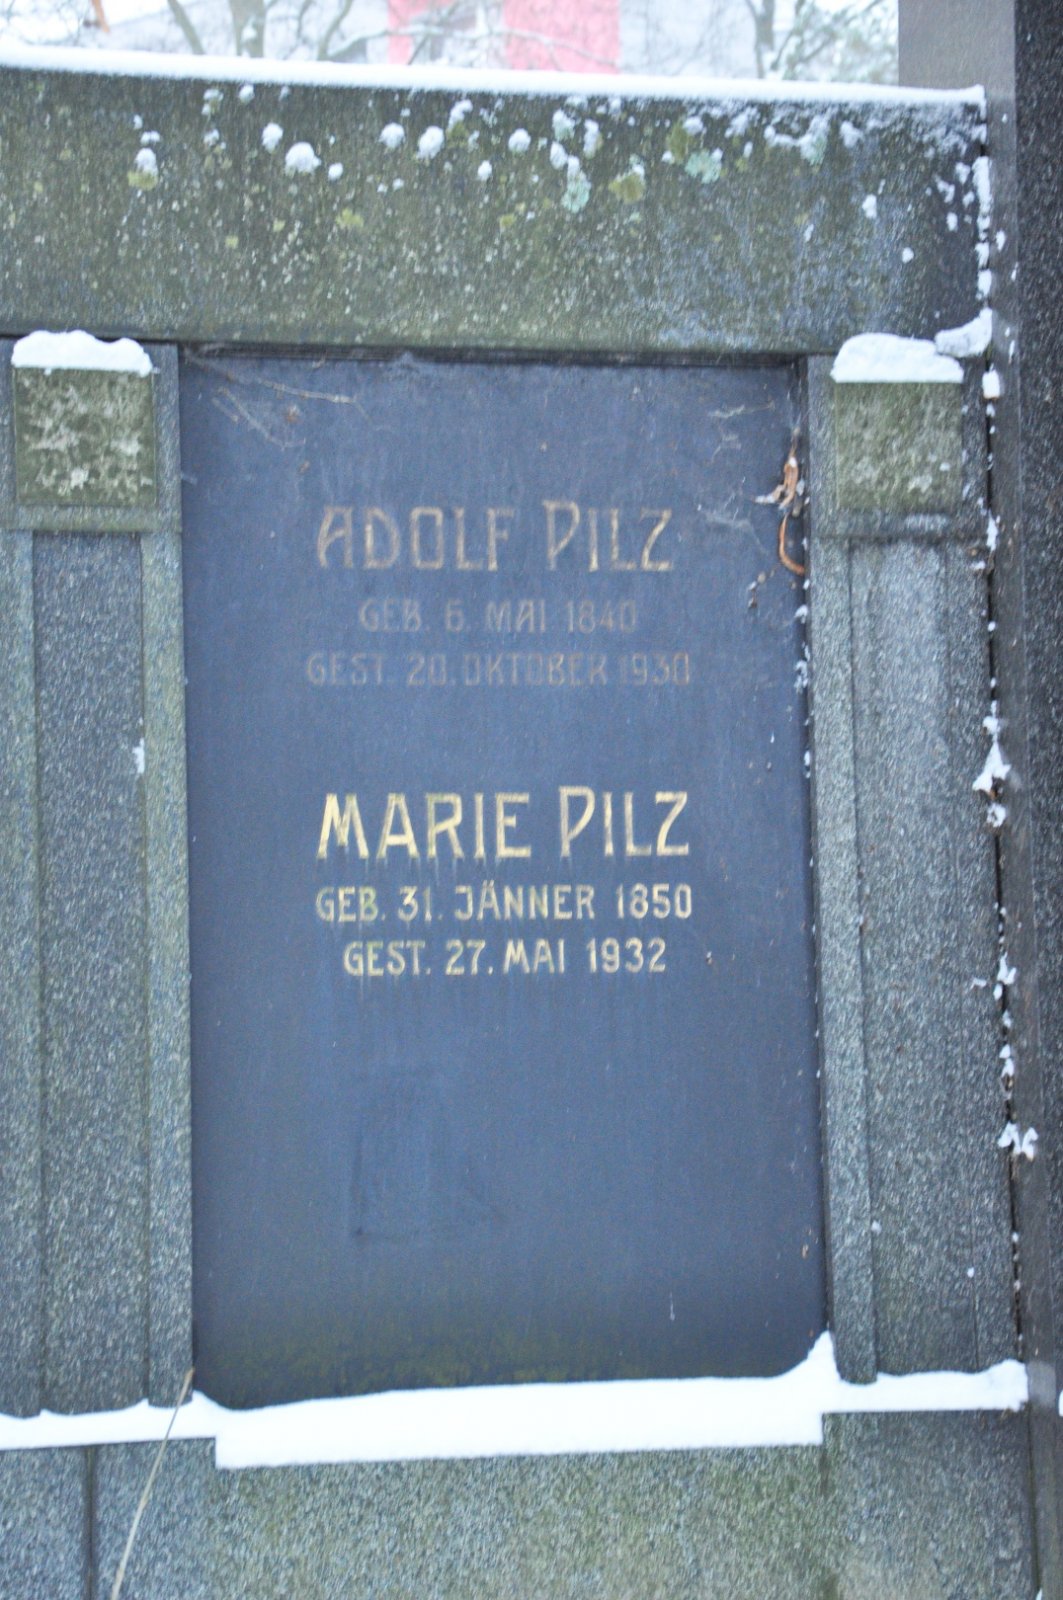 ADOLF PILZ
GEB. 6. MAI 1840
GEST. 20. OKTOBER 1930
MARIE PILZ
GEB. 31. JÄNNER 1850
GEST. 27. MAI 1932